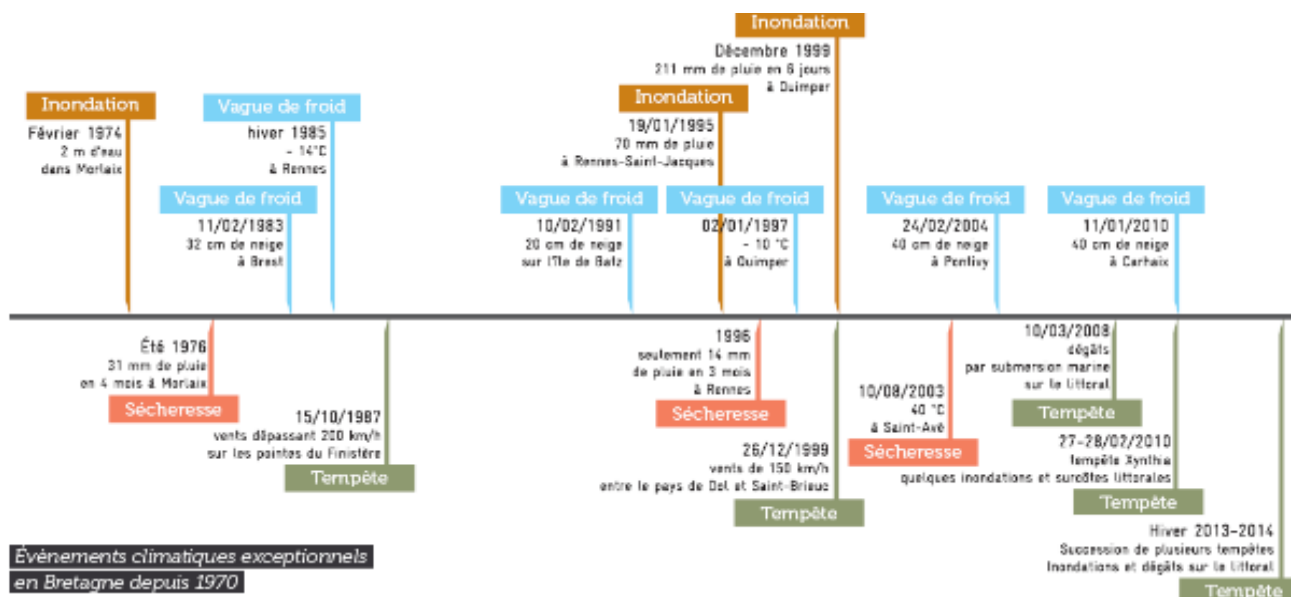 Inondation
Décembre 1999
211 mm de pluie en 6 jours
à Quimper
Inondation
Février 1974
2 m d'eau
dans Morlaix
Vague de froid
hiver 1985
- 14°C
à Rennes
Inondation
19/01/1995
70 mm de pluie
à Rennes-Saint-Jacques
Vague de froid
11/02/1983
32 cm de neige
à Brest
Vague de froid
10/02/1991
20 cm de neige
sur l'île de Batz
Vague de froid
02/01/1997
- 10 °C
à Quimper
Vague de froid
24/02/2004
40 cm de neige
à Pontivy
Vague de froid
11/01/2010
40 cm de neige
à Carhaix
Été 1976
31 mm de pluie
en 4 mois à Morlaix
Sécheresse
15/10/1987
vents dépassant 200 km/h
sur les pointes du Finistère
Tempête
1996
seulement 14 mm
de pluie en 3 mois
à Rennes
Sécheresse
26/12/1999
vents de 150 km/h
entre le pays de Dol et Saint-Brieuc
Tempête
10/08/2003
40 °C
à Saint-Avé
Sécheresse
10/03/2008
dégâts
par submersion marine
sur le littoral
Tempête
27-28/02/2010
tempête Xynthia
quelques inondations et surcôtes littorales
Tempête
Hiver 2013-2014
Succession de plusieurs tempêtes
Inondations et dégâts sur le littoral
Tempête
Évènements climatiques exceptionnels
en Bretagne depuis 1970